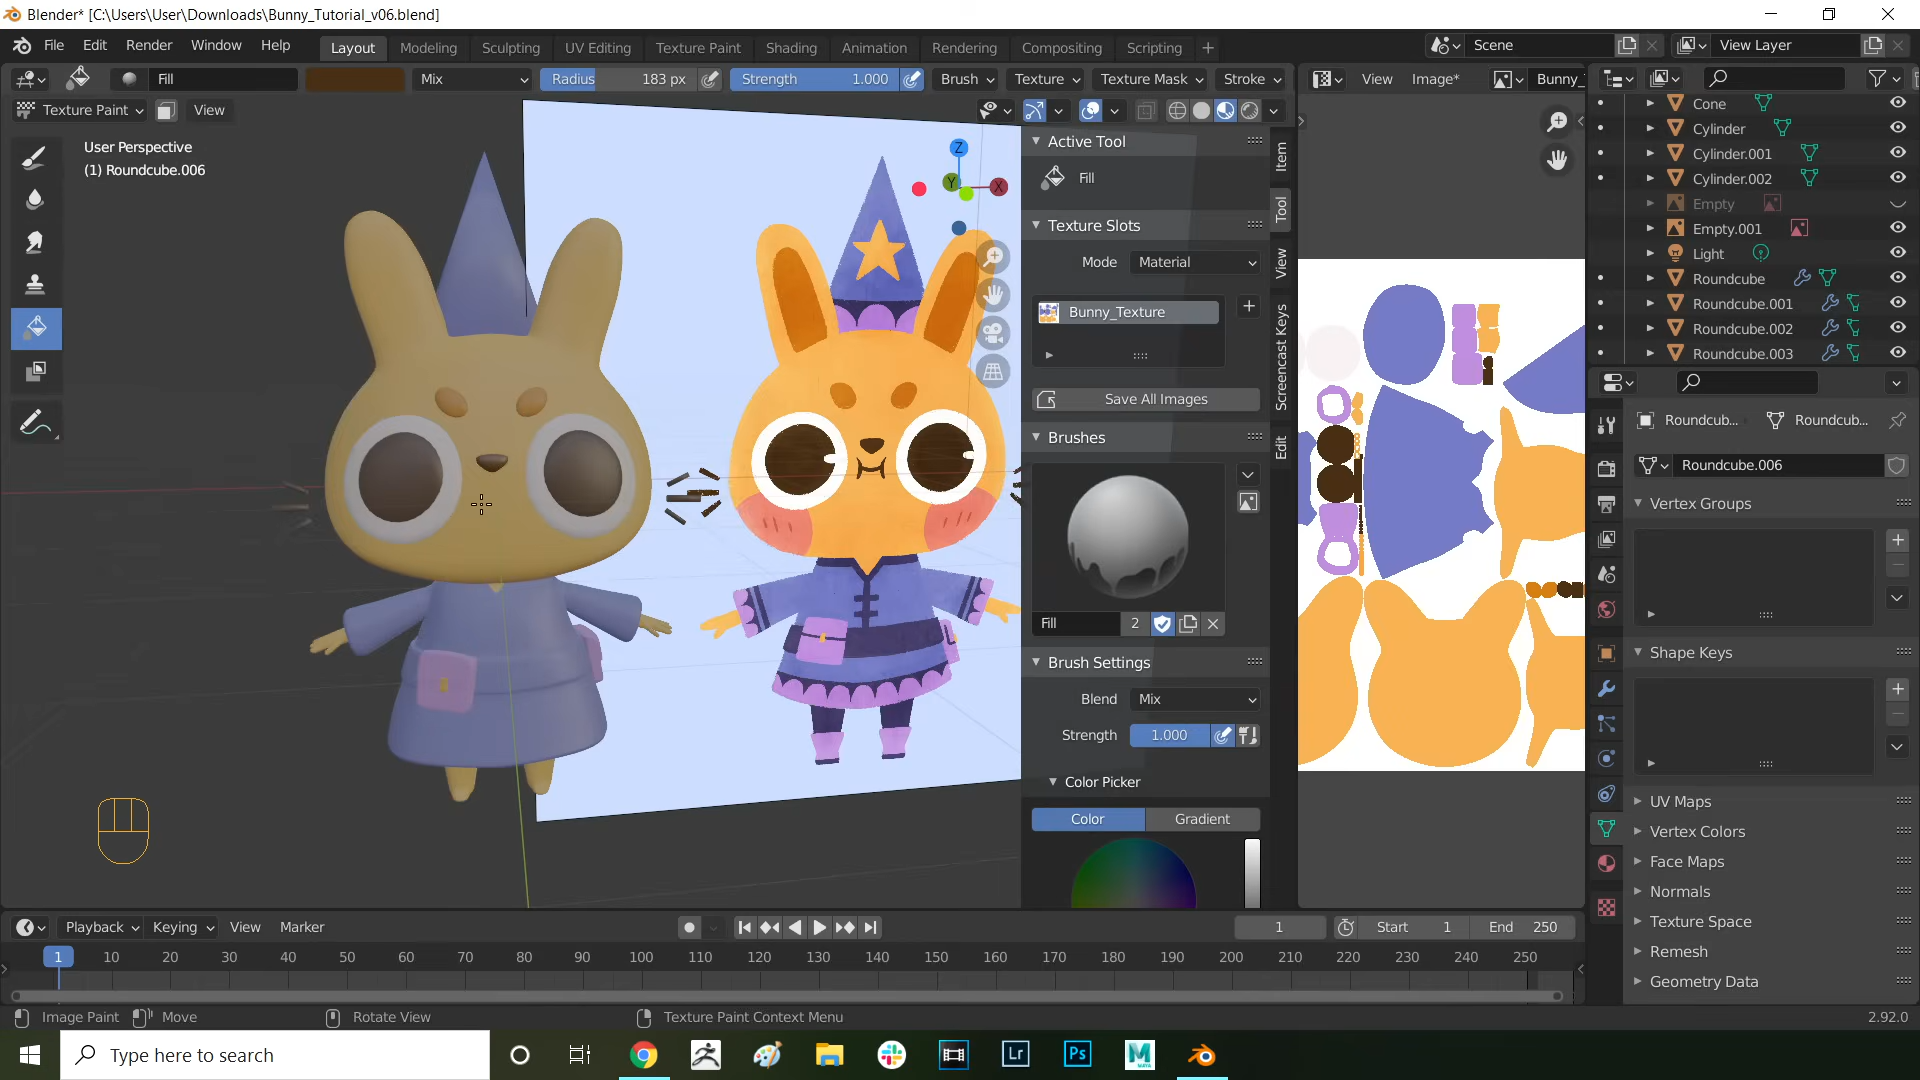 Blender* [C:\Users\User\Downloads\Bunny_Tutorial_v06.blend]
File Edit Render Window Help Layout Modeling Sculpting UV Editing Texture Paint Shading Animation Rendering Compositing Scripting + Scene View Layer
Fill Mix Radius 183 px Strength 1.000 Brush Texture Texture Mask Stroke View Image* Bunny_
Texture Paint View
User Perspective
(1) Roundcube.006
Z
Y
X
Active Tool
Fill
Texture Slots
Mode Material
Bunny_Texture
Save All Images
Brushes
Fill 2
Brush Settings
Blend Mix
Strength 1.000
Color Picker
Color Gradient
Item
Tool
View
Screencast Keys
Edit
Cone
Cylinder
Cylinder.001
Cylinder.002
Empty
Empty.001
Light
Roundcube
Roundcube.001
Roundcube.002
Roundcube.003
Roundcub... Roundcub...
Roundcube.006
Vertex Groups
Shape Keys
UV Maps
Vertex Colors
Face Maps
Normals
Texture Space
Remesh
Geometry Data
Playback Keying View Marker 1 Start 1 End 250
1 10 20 30 40 50 60 70 80 90 100 110 120 130 140 150 160 170 180 190 200 210 220 230 240 250
Image Paint Move Rotate View Texture Paint Context Menu 2.92.0
Type here to search Lr Ps M